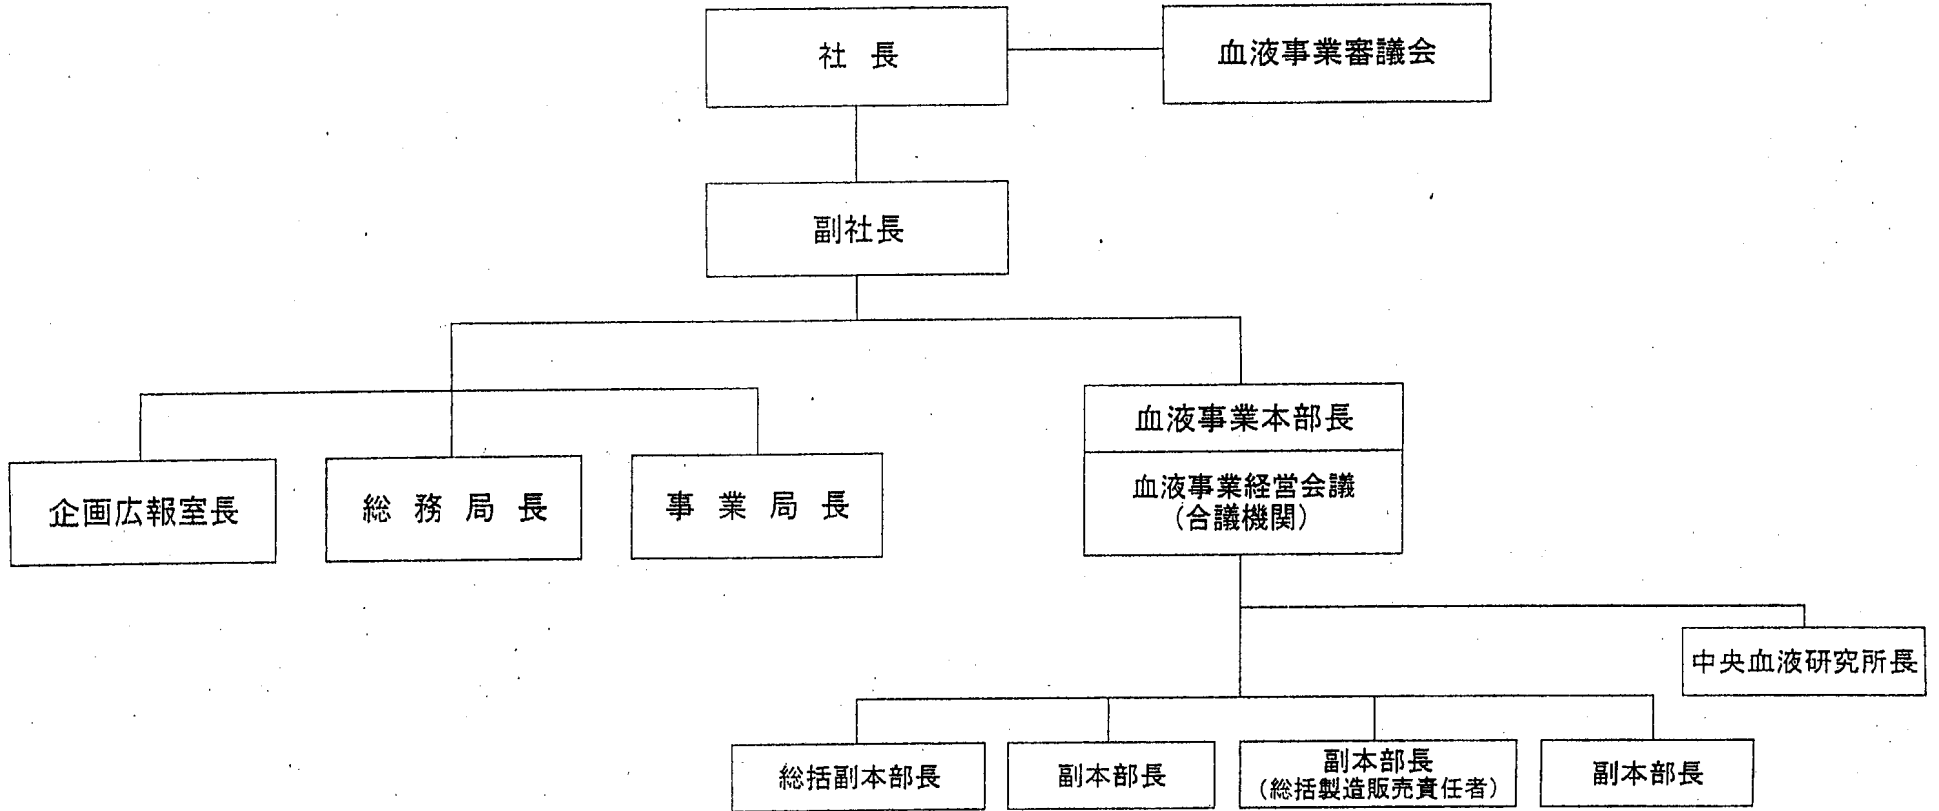 社長
血液事業審議会
副社長
血液事業本部長
血液事業経営会議
(合議機関)
企画広報室長
総務局長
事業局長
中央血液研究所長
総括副本部長
副本部長
副本部長
(総括製造販売責任者)
副本部長